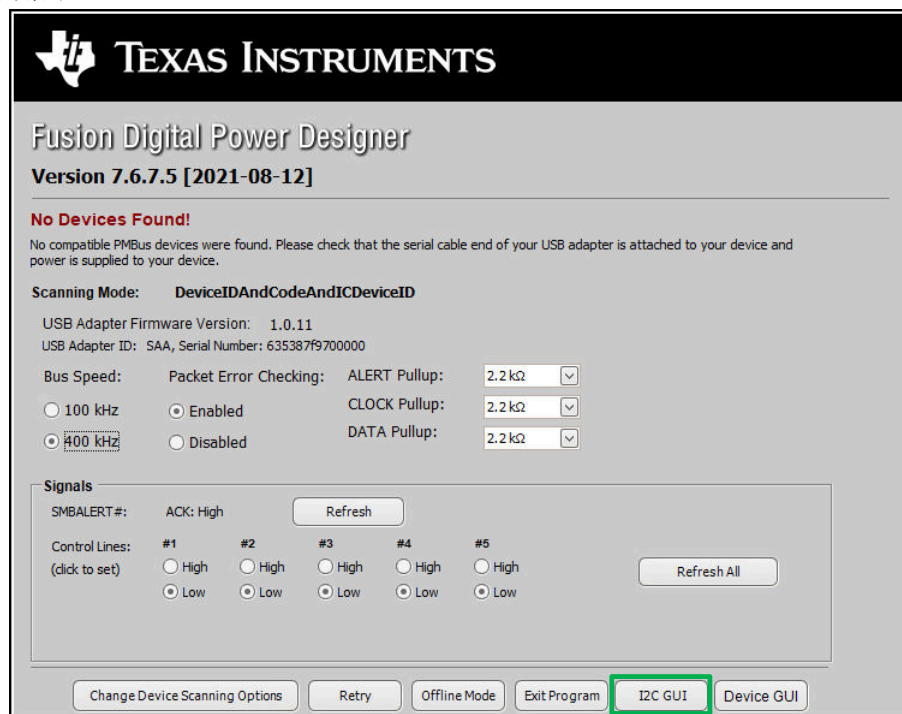 TEXAS INSTRUMENTS
Fusion Digital Power Designer
Version 7.6.7.5 [2021-08-12]
No Devices Found!
No compatible PMBus devices were found. Please check that the serial cable end of your USB adapter is attached to your device and
power is supplied to your device.
Scanning Mode: DeviceIDAndCodeAndICDeviceID
USB Adapter Firmware Version: 1.0.11
USB Adapter ID: SAA, Serial Number: 635387f9700000
Bus Speed: Packet Error Checking: ALERT Pullup: 2.2 kΩ
100 kHz Enabled CLOCK Pullup: 2.2 kΩ
400 kHz Disabled DATA Pullup: 2.2 kΩ
Signals
SMBALERT#: ACK: High Refresh
Control Lines: #1 #2 #3 #4 #5
(click to set) High High High High High Refresh All
Low Low Low Low Low
Change Device Scanning Options Retry Offline Mode Exit Program I2C GUI Device GUI